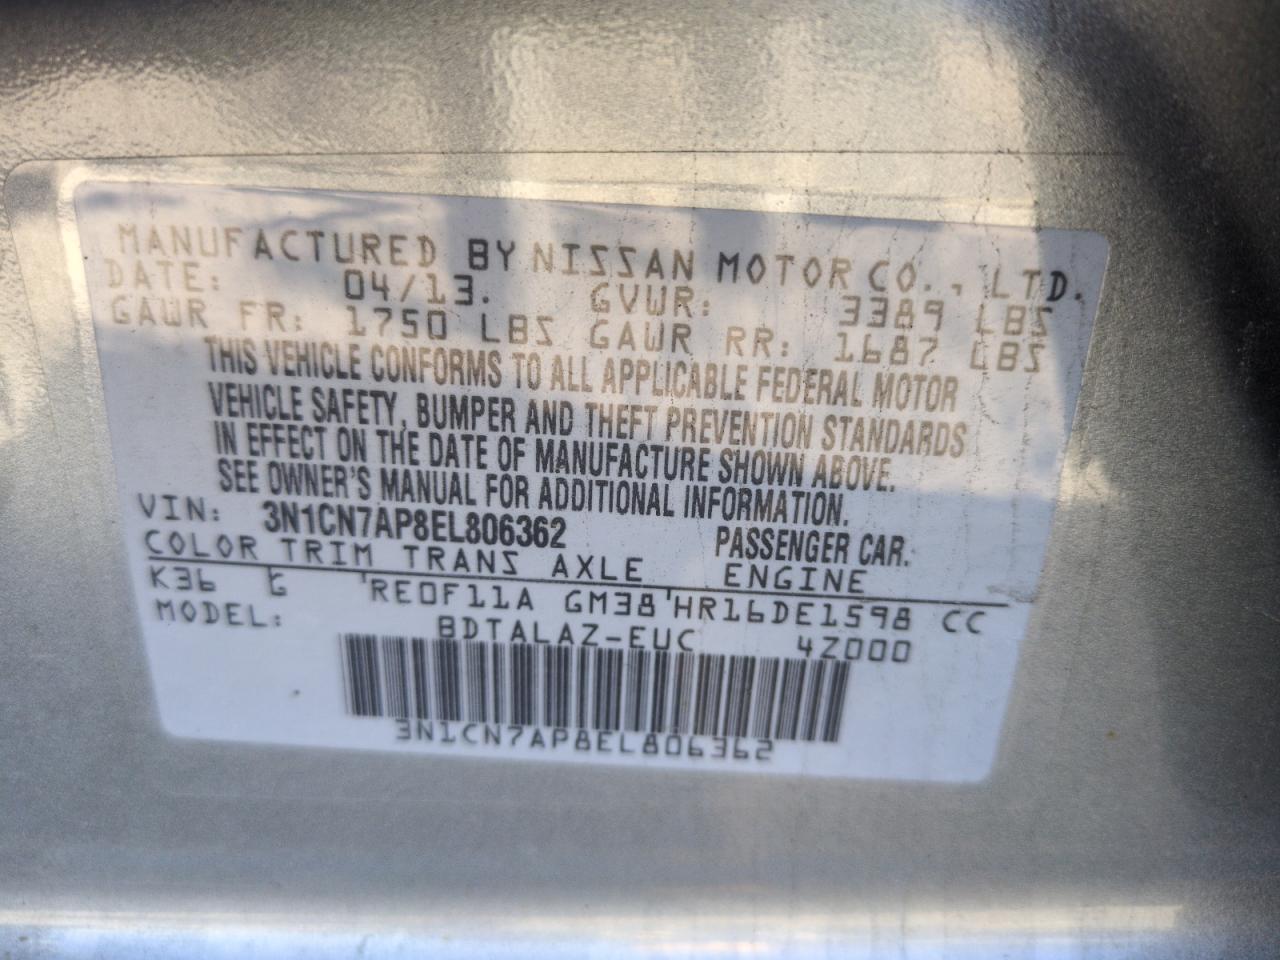 MANUFACTURED BY NISSAN MOTOR CO., LTD.
DATE: 04/13. GVWR: 3389 LBS
GAWR FR: 1750 LBS GAWR RR: 1687 LBS
THIS VEHICLE CONFORMS TO ALL APPLICABLE FEDERAL MOTOR
VEHICLE SAFETY, BUMPER AND THEFT PREVENTION STANDARDS
IN EFFECT ON THE DATE OF MANUFACTURE SHOWN ABOVE.
SEE OWNER'S MANUAL FOR ADDITIONAL INFORMATION.
VIN: 3N1CN7AP8EL806362 PASSENGER CAR.
COLOR TRIM TRANS AXLE ENGINE
K36 G 'RE0F11A GM38'HR16DE1598 CC
MODEL: BDTALAZ-EUC 4Z000
3N1CN7AP8EL806362